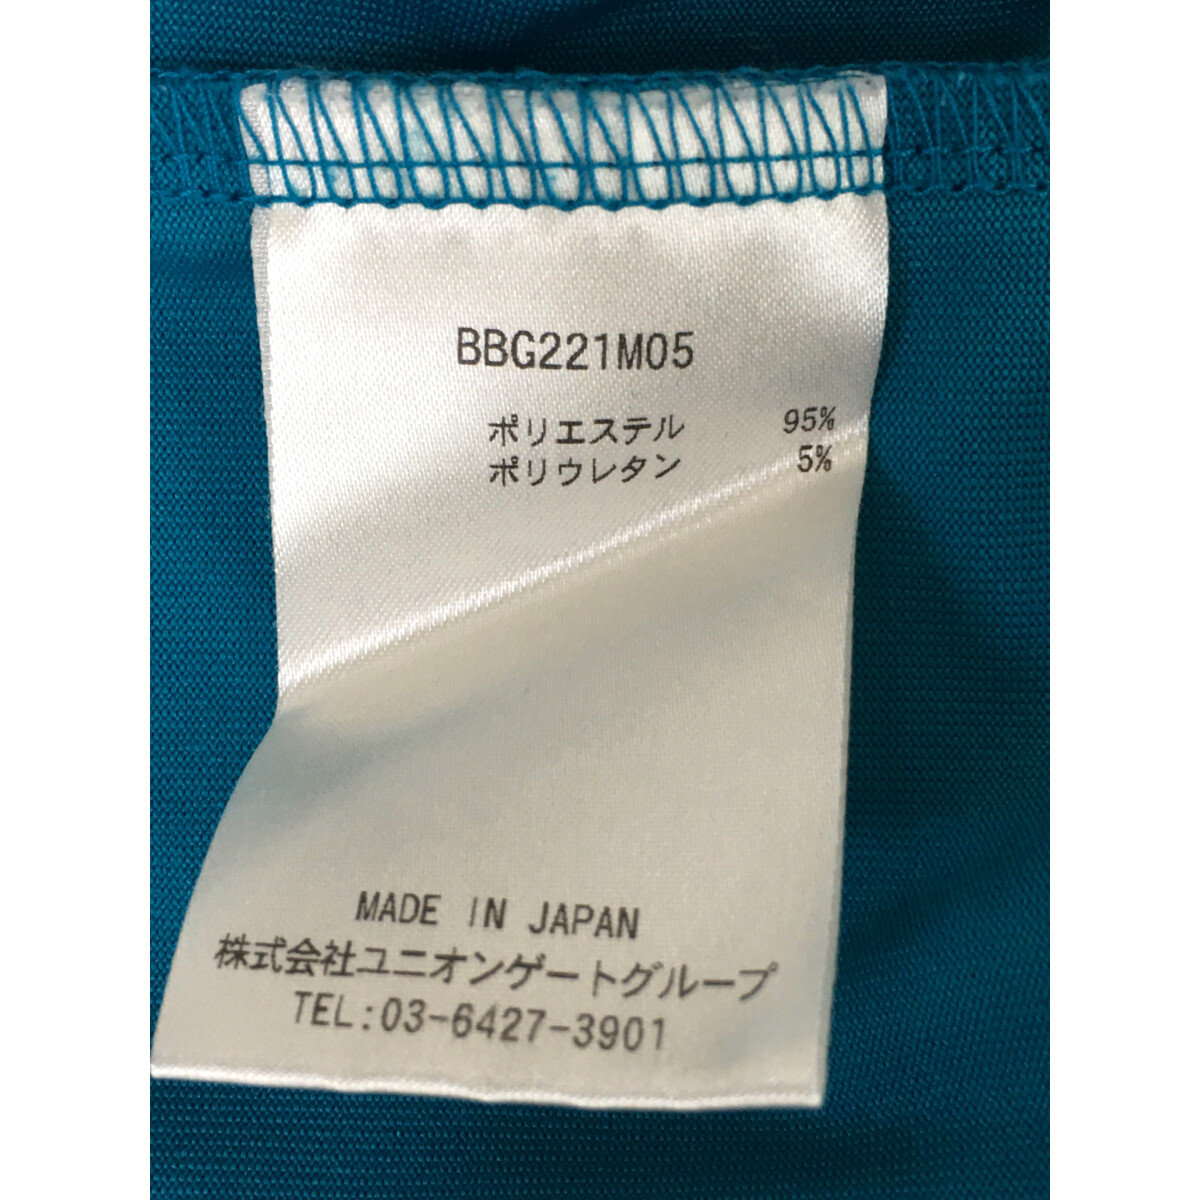 BBG221M05
ポリエステル 95%
ポリウレタン 5%
MADE IN JAPAN
株式会社ユニオンゲートグループ
TEL:03-6427-3901